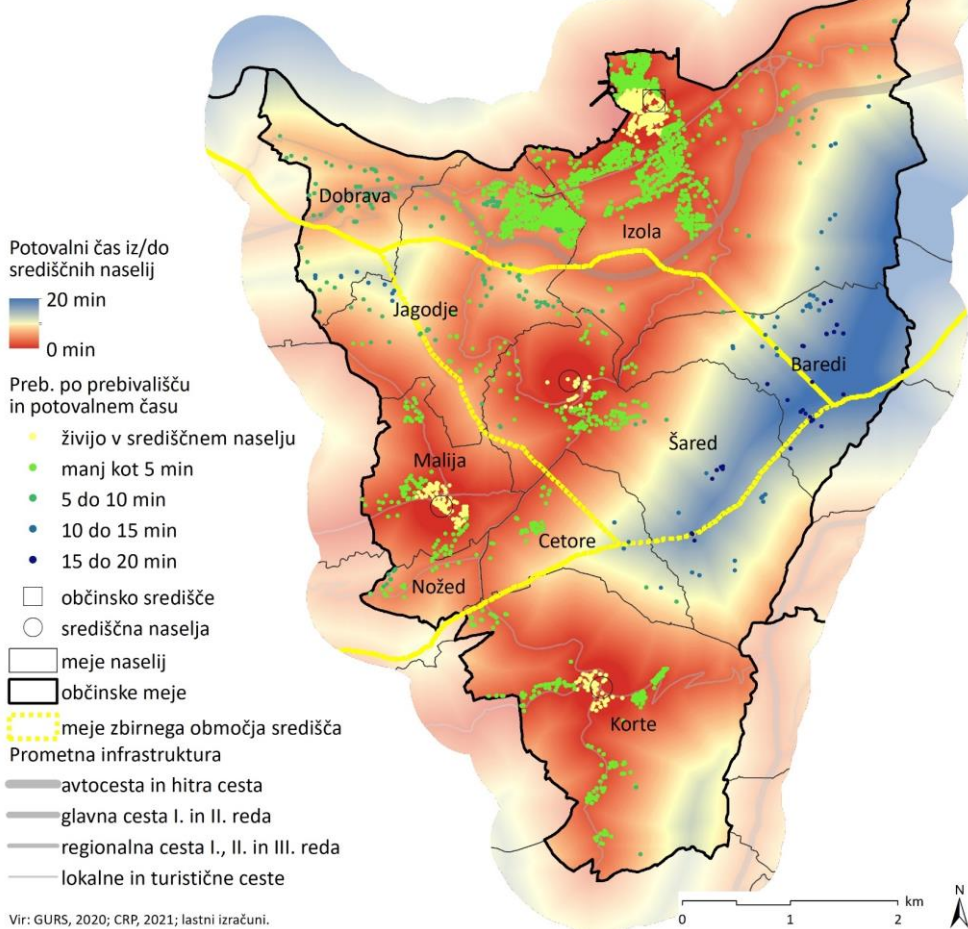 Dobrava
Izola
Jagodje
Baredi
Šared
Malija
Cetore
Nožed
Korte
Potovalni čas iz/do
središčnih naselij
20 min
0 min
Preb. po prebivališču
in potovalnem času
živijo v središčnem naselju
manj kot 5 min
5 do 10 min
10 do 15 min
15 do 20 min
občinsko središče
središčna naselja
meje naselij
občinske meje
meje zbirnega območja središča
Prometna infrastruktura
avtocesta in hitra cesta
glavna cesta I. in II. reda
regionalna cesta I., II. in III. reda
lokalne in turistične ceste
Vir: GURS, 2020; CRP, 2021; lastni izračuni.
km
0 1 2
N